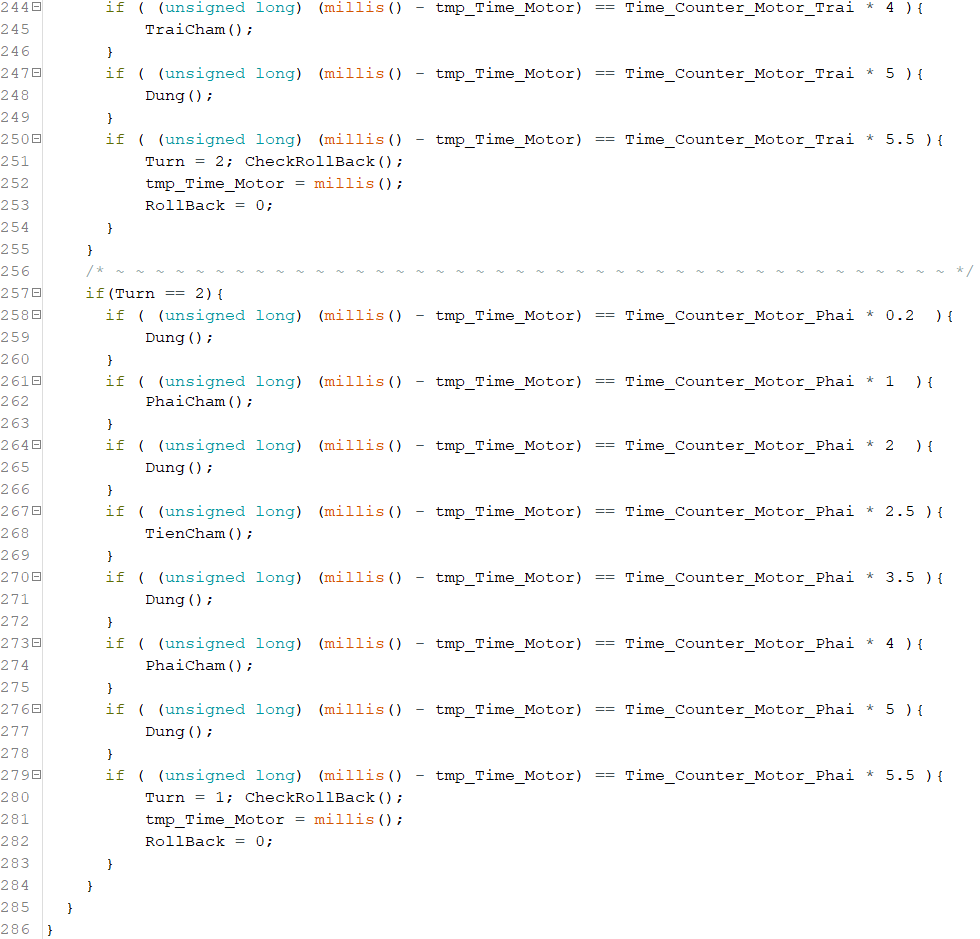 244 if ( (unsigned long) (millis() - tmp_Time_Motor) == Time_Counter_Motor_Trai * 4 ){
245 TraiCham();
246 }
247 if ( (unsigned long) (millis() - tmp_Time_Motor) == Time_Counter_Motor_Trai * 5 ){
248 Dung();
249 }
250 if ( (unsigned long) (millis() - tmp_Time_Motor) == Time_Counter_Motor_Trai * 5.5 ){
251 Turn = 2; CheckRollBack();
252 tmp_Time_Motor = millis();
253 RollBack = 0;
254 }
255 }
256 /* ~ ~ ~ ~ ~ ~ ~ ~ ~ ~ ~ ~ ~ ~ ~ ~ ~ ~ ~ ~ ~ ~ ~ ~ ~ ~ ~ ~ ~ ~ ~ ~ ~ ~ ~ ~ ~ ~ ~ ~ ~ ~ */
257 if(Turn == 2){
258 if ( (unsigned long) (millis() - tmp_Time_Motor) == Time_Counter_Motor_Phai * 0.2 ){
259 Dung();
260 }
261 if ( (unsigned long) (millis() - tmp_Time_Motor) == Time_Counter_Motor_Phai * 1 ){
262 PhaiCham();
263 }
264 if ( (unsigned long) (millis() - tmp_Time_Motor) == Time_Counter_Motor_Phai * 2 ){
265 Dung();
266 }
267 if ( (unsigned long) (millis() - tmp_Time_Motor) == Time_Counter_Motor_Phai * 2.5 ){
268 TienCham();
269 }
270 if ( (unsigned long) (millis() - tmp_Time_Motor) == Time_Counter_Motor_Phai * 3.5 ){
271 Dung();
272 }
273 if ( (unsigned long) (millis() - tmp_Time_Motor) == Time_Counter_Motor_Phai * 4 ){
274 PhaiCham();
275 }
276 if ( (unsigned long) (millis() - tmp_Time_Motor) == Time_Counter_Motor_Phai * 5 ){
277 Dung();
278 }
279 if ( (unsigned long) (millis() - tmp_Time_Motor) == Time_Counter_Motor_Phai * 5.5 ){
280 Turn = 1; CheckRollBack();
281 tmp_Time_Motor = millis();
282 RollBack = 0;
283 }
284 }
285 }
286 }